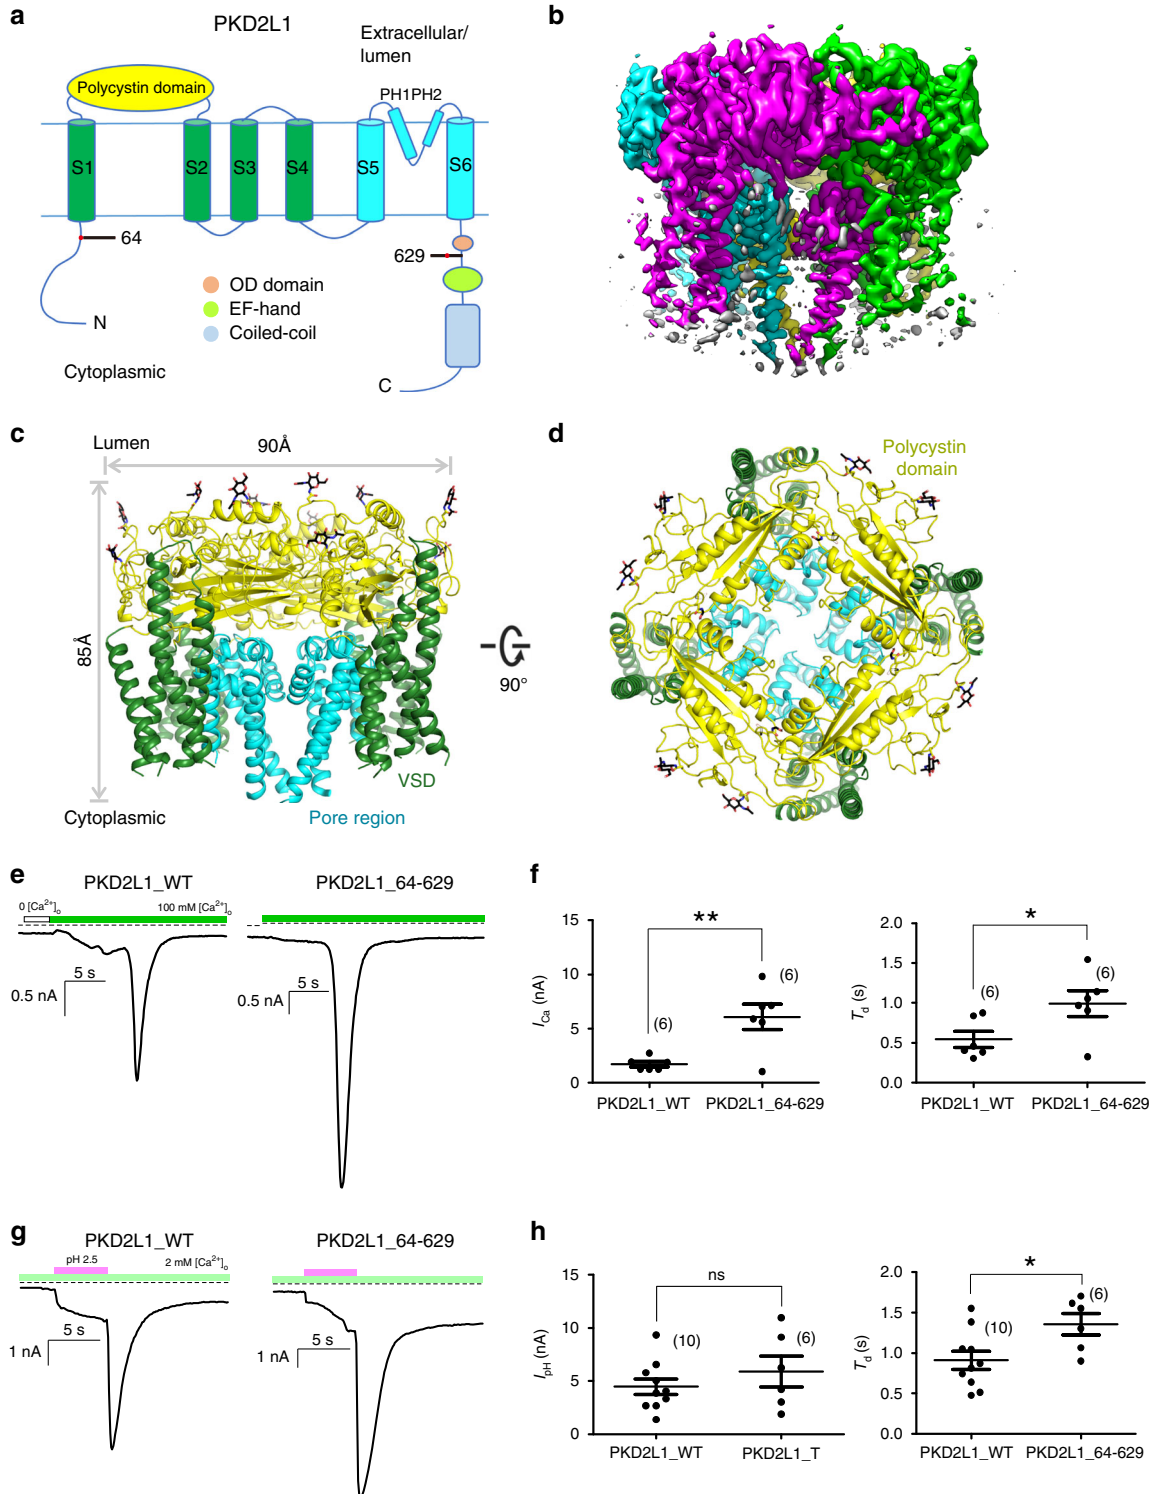 a
PKD2L1
Extracellular/
lumen
Polycystin domain
PH1PH2
S1
S2
S3
S4
S5
S6
64
629
OD domain
EF-hand
Coiled-coil
N
Cytoplasmic
C
b
c
Lumen
90Å
85Å
VSD
Cytoplasmic
Pore region
90°
d
Polycystin
domain
e
PKD2L1_WT
PKD2L1_64-629
0 [Ca²⁺]ₒ
100 mM [Ca²⁺]ₒ
5 s
0.5 nA
5 s
0.5 nA
f
15
10
5
0
I_Ca (nA)
**
(6)
(6)
PKD2L1_WT
PKD2L1_64-629
2.0
1.5
1.0
0.5
0.0
T_d (s)
*
(6)
(6)
PKD2L1_WT
PKD2L1_64-629
g
PKD2L1_WT
PKD2L1_64-629
pH 2.5
2 mM [Ca²⁺]ₒ
5 s
1 nA
5 s
1 nA
h
15
10
5
0
I_pH (nA)
ns
(10)
(6)
PKD2L1_WT
PKD2L1_T
2.0
1.5
1.0
0.5
0.0
T_d (s)
*
(10)
(6)
PKD2L1_WT
PKD2L1_64-629